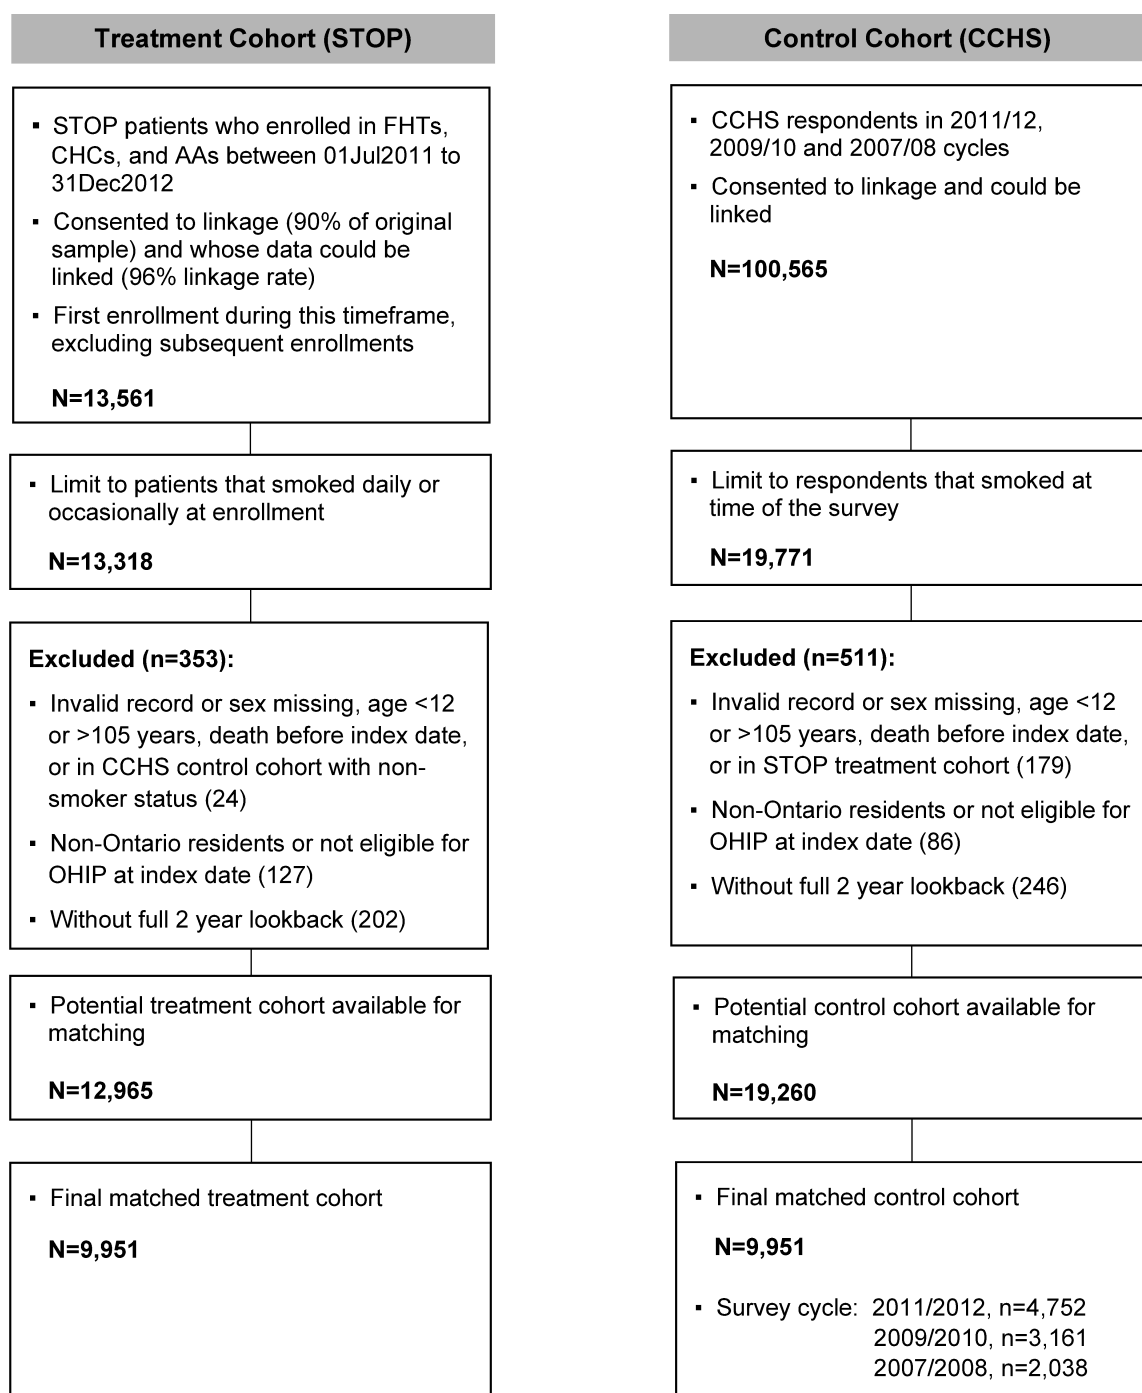 Treatment Cohort (STOP)
▪ STOP patients who enrolled in FHTs,
CHCs, and AAs between 01Jul2011 to
31Dec2012
▪ Consented to linkage (90% of original
sample) and whose data could be
linked (96% linkage rate)
▪ First enrollment during this timeframe,
excluding subsequent enrollments
N=13,561
▪ Limit to patients that smoked daily or
occasionally at enrollment
N=13,318
Excluded (n=353):
▪ Invalid record or sex missing, age <12
or >105 years, death before index date,
or in CCHS control cohort with non-
smoker status (24)
▪ Non-Ontario residents or not eligible for
OHIP at index date (127)
▪ Without full 2 year lookback (202)
▪ Potential treatment cohort available for
matching
N=12,965
▪ Final matched treatment cohort
N=9,951
Control Cohort (CCHS)
▪ CCHS respondents in 2011/12,
2009/10 and 2007/08 cycles
▪ Consented to linkage and could be
linked
N=100,565
▪ Limit to respondents that smoked at
time of the survey
N=19,771
Excluded (n=511):
▪ Invalid record or sex missing, age <12
or >105 years, death before index date,
or in STOP treatment cohort (179)
▪ Non-Ontario residents or not eligible for
OHIP at index date (86)
▪ Without full 2 year lookback (246)
▪ Potential control cohort available for
matching
N=19,260
▪ Final matched control cohort
N=9,951
▪ Survey cycle: 2011/2012, n=4,752
2009/2010, n=3,161
2007/2008, n=2,038